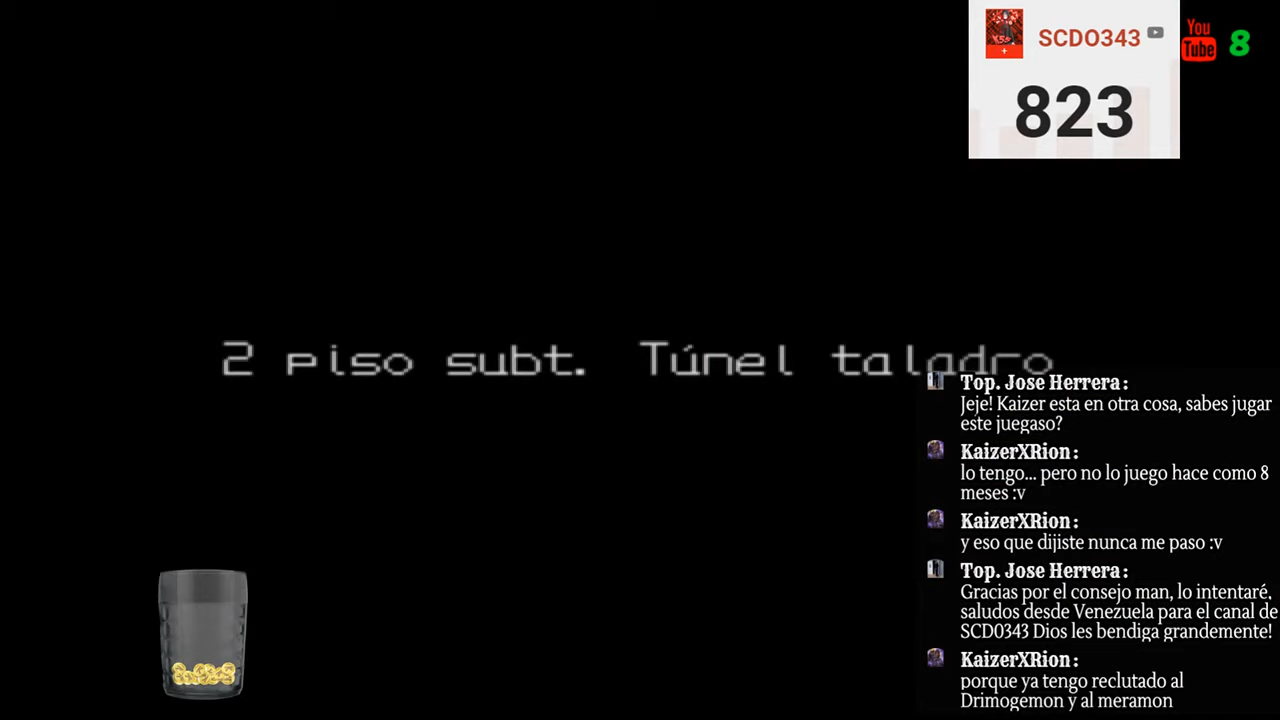 SCDO343
You
Tube
8
823
2 piso subt. Túnel taladro
Top. Jose Herrera:
Jeje! Kaizer esta en otra cosa, sabes jugar
este juegaso?
KaizerXRion:
lo tengo... pero no lo juego hace como 8
meses :v
KaizerXRion:
y eso que dijiste nunca me paso :v
Top. Jose Herrera:
Gracias por el consejo man, lo intentaré,
saludos desde Venezuela para el canal de
SCD0343 Dios les bendiga grandemente!
KaizerXRion:
porque ya tengo reclutado al
Drimogemon y al meramon